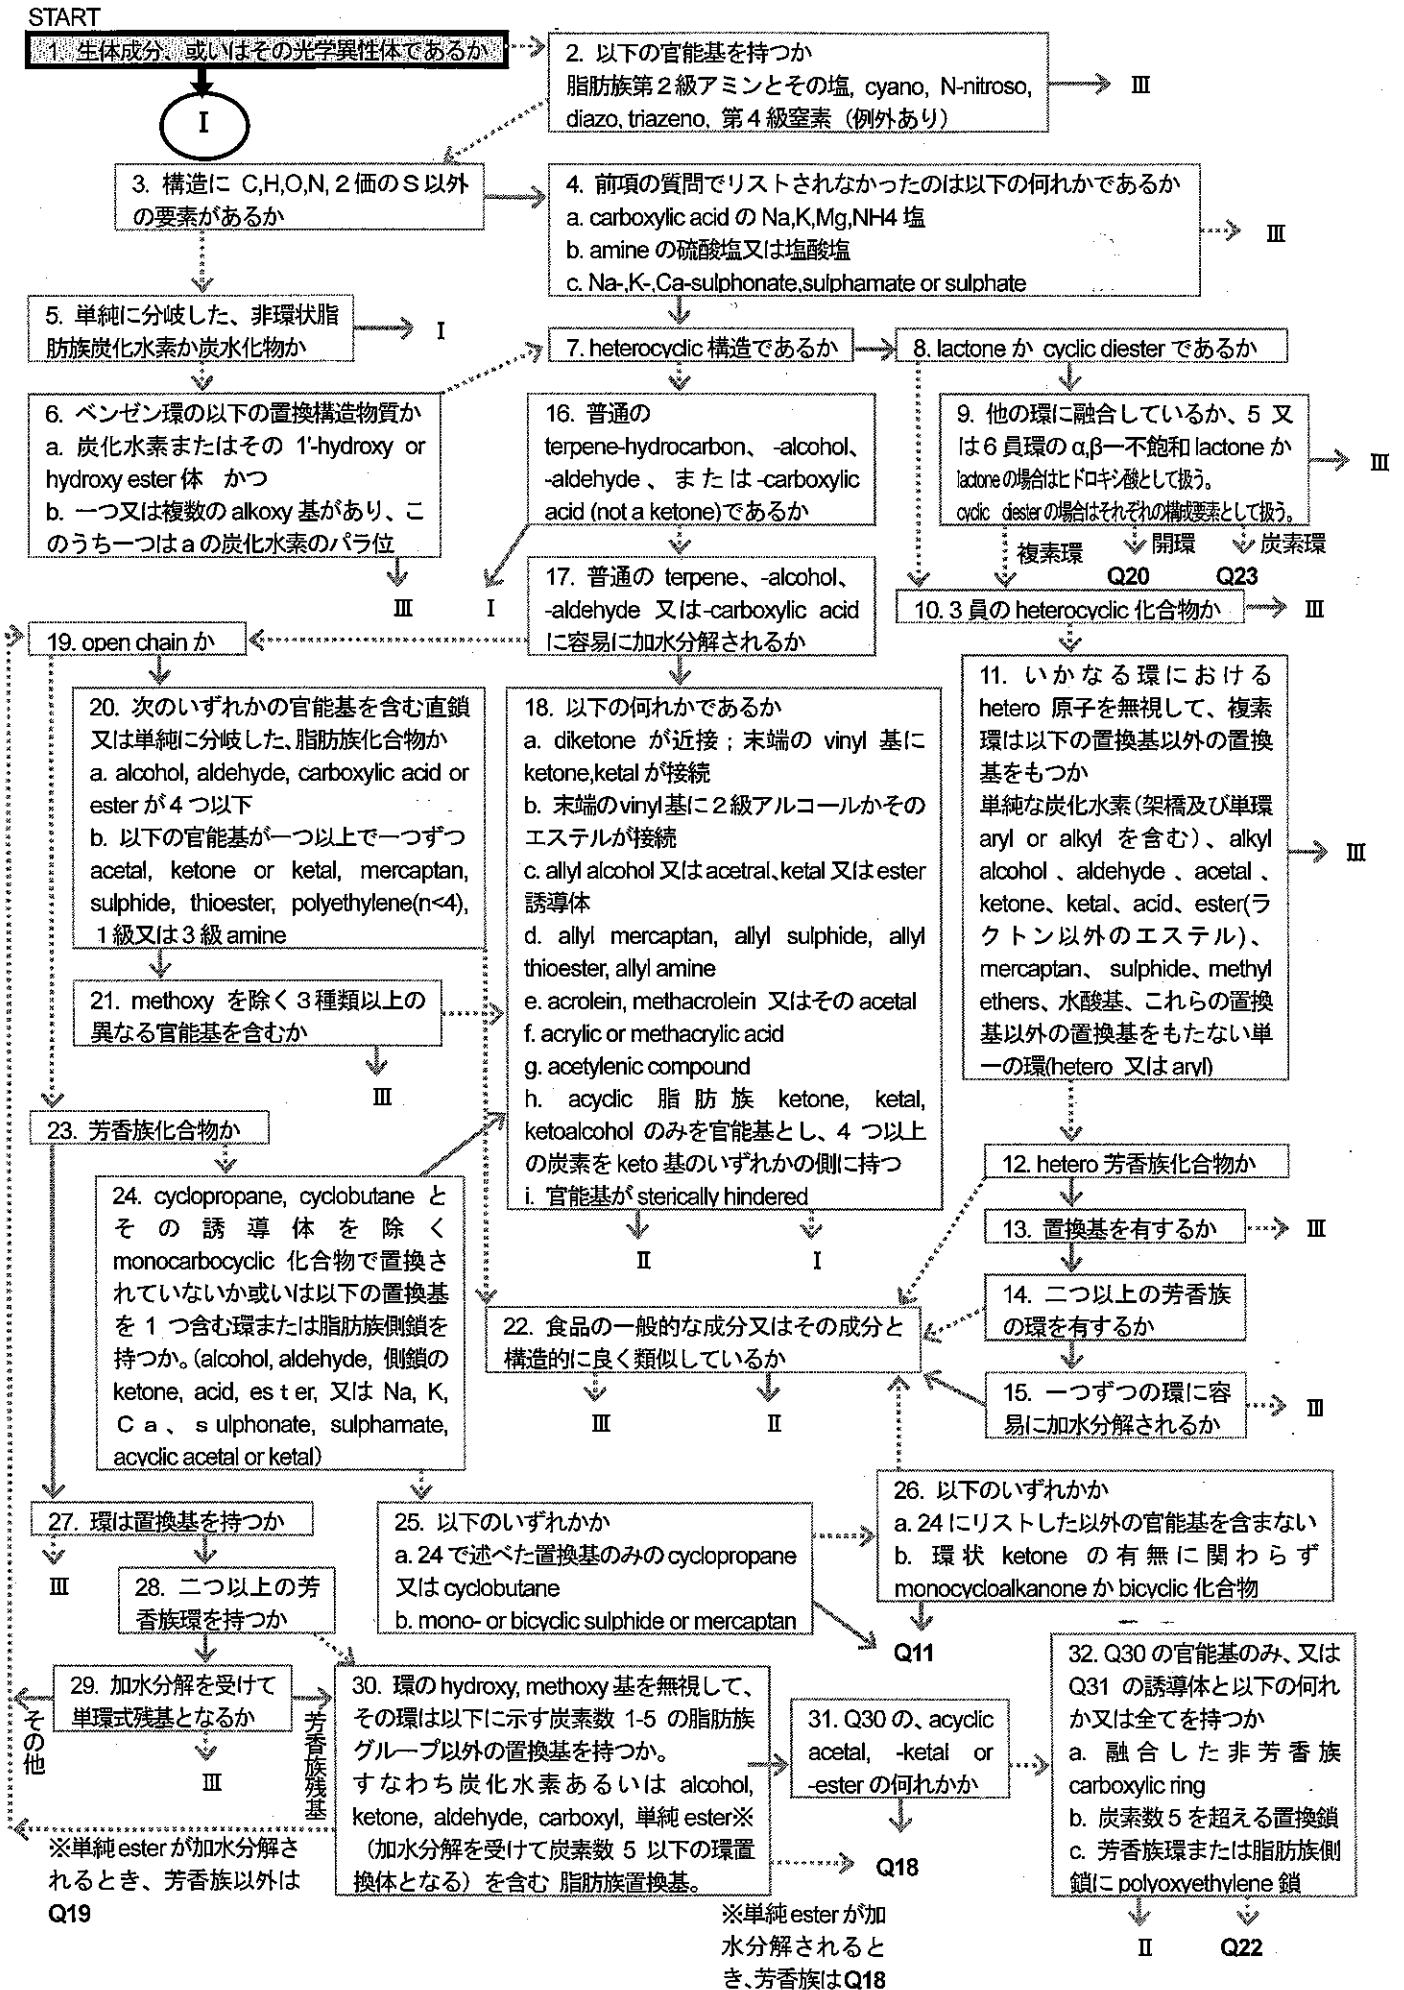 START
1. 生体成分、或いはその光学異性体であるか
I
2. 以下の官能基を持つか
脂肪族第2級アミンとその塩, cyano, N-nitroso,
diazo, triazeno, 第4級窒素（例外あり）
III
3. 構造に C,H,O,N, 2価のS以外
の要素があるか
4. 前項の質問でリストされなかったのは以下の何れかであるか
a. carboxylic acid の Na,K,Mg,NH4 塩
b. amine の硫酸塩又は塩酸塩
c. Na-,K-,Ca-sulphonate,sulphamate or sulphate
III
5. 単純に分岐した、非環状脂
肪族炭化水素か炭水化物か
I
7. heterocyclic 構造であるか
8. lactone か cyclic diester であるか
6. ベンゼン環の以下の置換構造物質か
a. 炭化水素またはその 1'-hydroxy or
hydroxy ester 体 かつ
b. 一つ又は複数の alkoxy 基があり、こ
のうち一つは a の炭化水素のパラ位
III
16. 普通の
terpene-hydrocarbon、 -alcohol、
-aldehyde 、または-carboxylic
acid (not a ketone)であるか
I
9. 他の環に融合しているか、5 又
は6員環の α,β—不飽和 lactone か
lactoneの場合はヒドロキシ酸として扱う。
cyclic diesterの場合はそれぞれの構成要素として扱う。
III
複素環
開環
炭素環
Q20
Q23
17. 普通の terpene、-alcohol、
-aldehyde 又は-carboxylic acid
に容易に加水分解されるか
10. 3員の heterocyclic 化合物か
III
19. open chain か
20. 次のいずれかの官能基を含む直鎖
又は単純に分岐した、脂肪族化合物か
a. alcohol, aldehyde, carboxylic acid or
ester が4つ以下
b. 以下の官能基が一つ以上で一つずつ
acetal, ketone or ketal, mercaptan,
sulphide, thioester, polyethylene(n<4),
1級又は3級 amine
18. 以下の何れかであるか
a. diketone が近接；末端の vinyl 基に
ketone,ketal が接続
b. 末端のvinyl基に2級アルコールかその
エステルが接続
c. allyl alcohol 又は acetral、ketal 又は ester
誘導体
d. allyl mercaptan, allyl sulphide, allyl
thioester, allyl amine
e. acrolein, methacrolein 又はその acetal
f. acrylic or methacrylic acid
g. acetylenic compound
h. acyclic 脂肪族 ketone, ketal,
ketoalcohol のみを官能基とし、4 つ以上
の炭素を keto 基のいずれかの側に持つ
i. 官能基が sterically hindered
II
I
11. いかなる環における
hetero 原子を無視して、複素
環は以下の置換基以外の置換
基をもつか
単純な炭化水素(架橋及び単環
aryl or alkyl を含む)、alkyl
alcohol 、aldehyde 、acetal 、
ketone、ketal、acid、ester(ラ
クトン以外のエステル)、
mercaptan、 sulphide、methyl
ethers、水酸基、これらの置換
基以外の置換基をもたない単
一の環(hetero 又は aryl)
III
21. methoxy を除く3種類以上の
異なる官能基を含むか
III
23. 芳香族化合物か
24. cyclopropane, cyclobutane と
その誘導体を除く
monocarbocyclic 化合物で置換さ
れていないか或いは以下の置換基
を1つ含む環または脂肪族側鎖を
持つか。(alcohol, aldehyde, 側鎖の
ketone, acid, es t er, 又は Na, K,
Ｃａ、ｓulphonate, sulphamate,
acyclic acetal or ketal）
12. hetero 芳香族化合物か
13. 置換基を有するか
III
14. 二つ以上の芳香族
の環を有するか
15. 一つずつの環に容
易に加水分解されるか
III
22. 食品の一般的な成分又はその成分と
構造的に良く類似しているか
III
II
27. 環は置換基を持つか
III
25. 以下のいずれかか
a. 24 で述べた置換基のみの cyclopropane
又は cyclobutane
b. mono- or bicyclic sulphide or mercaptan
26. 以下のいずれかか
a. 24 にリストした以外の官能基を含まない
b. 環状 ketone の有無に関わらず
monocycloalkanone か bicyclic 化合物
Q11
28. 二つ以上の芳
香族環を持つか
29. 加水分解を受けて
単環式残基となるか
その他
芳香族残基
III
30. 環の hydroxy, methoxy 基を無視して、
その環は以下に示す炭素数 1-5 の脂肪族
グループ以外の置換基を持つか。
すなわち炭化水素あるいは alcohol,
ketone, aldehyde, carboxyl, 単純 ester※
（加水分解を受けて炭素数 5 以下の環置
換体となる）を含む 脂肪族置換基。
31. Q30 の、acyclic
acetal, -ketal or
-ester の何れかか
Q18
32. Q30 の官能基のみ、又は
Q31 の誘導体と以下の何れ
か又は全てを持つか
a. 融合した非芳香族
carboxylic ring
b. 炭素数5を超える置換鎖
c. 芳香族環または脂肪族側
鎖に polyoxyethylene 鎖
II
Q22
※単純 ester が加水分解さ
れるとき、芳香族以外は
Q19
※単純 ester が加
水分解されると
き、芳香族は Q18